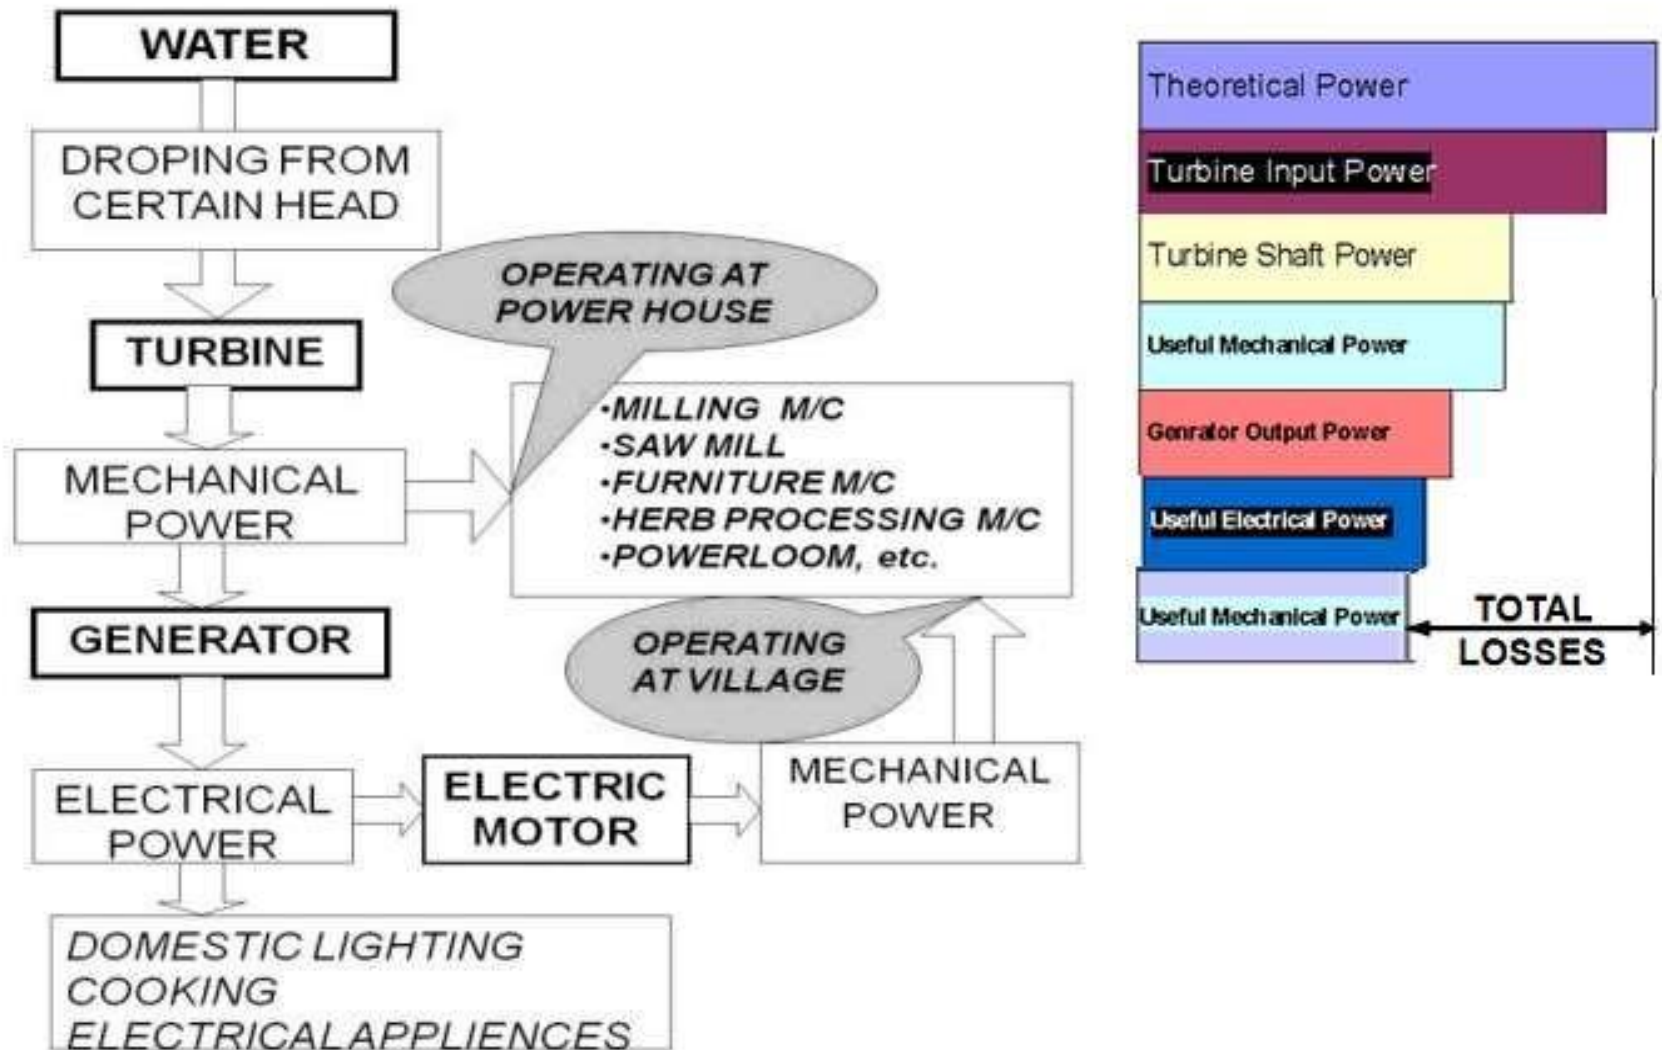 WATER
DROPING FROM
CERTAIN HEAD
OPERATING AT
POWER HOUSE
TURBINE
•MILLING M/C
•SAW MILL
•FURNITURE M/C
•HERB PROCESSING M/C
•POWERLOOM, etc.
MECHANICAL
POWER
GENERATOR
OPERATING
AT VILLAGE
ELECTRICAL
POWER
ELECTRIC
MOTOR
MECHANICAL
POWER
DOMESTIC LIGHTING
COOKING
ELECTRICAL APPLIENCES
Theoretical Power
Turbine Input Power
Turbine Shaft Power
Useful Mechanical Power
Genrator Output Power
Useful Electrical Power
Useful Mechanical Power
TOTAL
LOSSES